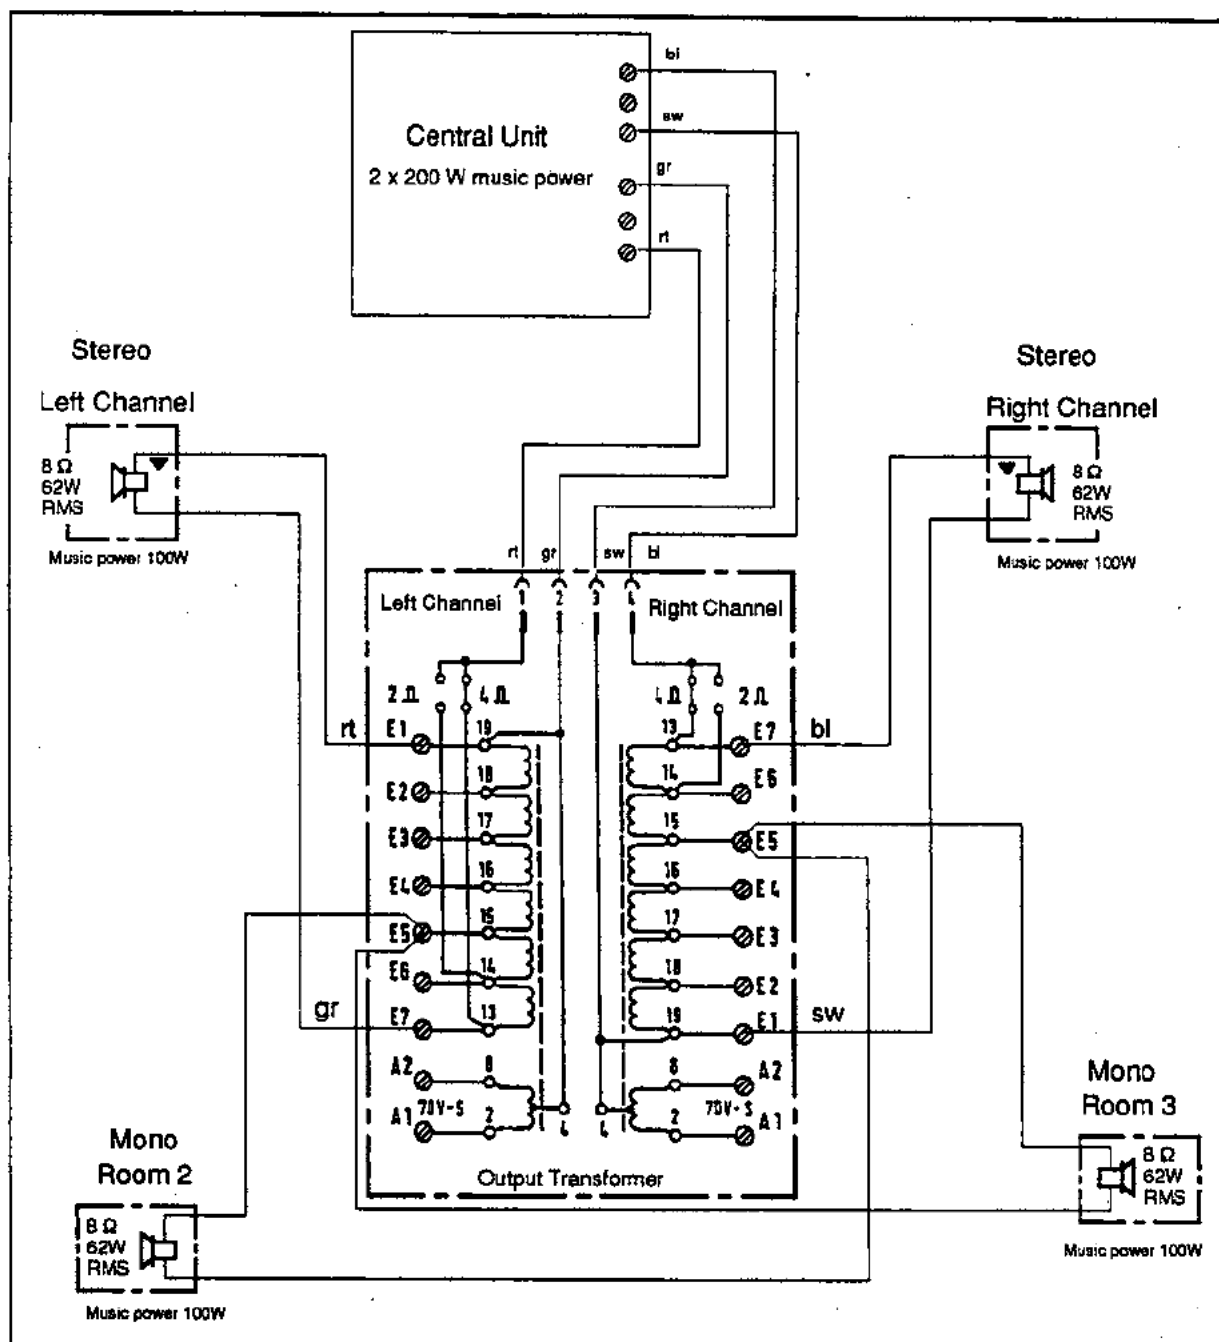 bl
sw
Central Unit
2 x 200 W music power
gr
rt
Stereo
Left Channel
8 Ω
62W
RMS
Music power 100W
Stereo
Right Channel
8 Ω
62W
RMS
Music power 100W
rt gr sw bl
1 2 3 4
Left Channel
Right Channel
2 Ω 4 Ω
4 Ω 2 Ω
rt E1 19
13 E7 bl
E2 18
14 E6
E3 17
15 E5
E4 16
16 E4
E5 15
17 E3
E6 14
18 E2
gr E7 13
19 E1 sw
A2 8
8 A2
70V-S
70V-S
A1 2 4
4 2 A1
Output Transformer
Mono
Room 2
8 Ω
62W
RMS
Music power 100W
Mono
Room 3
8 Ω
62W
RMS
Music power 100W